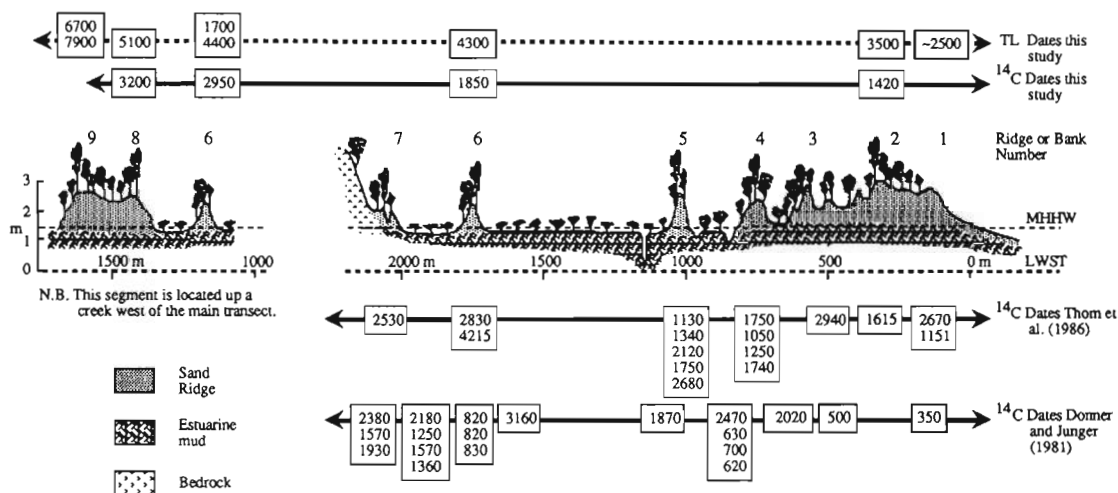 6700 1700
7900 5100 4400 4300 3500 ~2500 TL Dates this study
3200 2950 1850 1420 14C Dates this study
9 8 6 7 6 5 4 3 2 1 Ridge or Bank Number
3
2
m
1
0
MHHW
LWST
1500 m 1000 2000 m 1500 1000 500 0 m
N.B. This segment is located up a
creek west of the main transect.
2530 2830 1130 1750 2940 1615 2670 14C Dates Thom et
4215 1340 1050 1151 al. (1986)
2120 1250
1750 1740
2680
Sand
Ridge
Estuarine
mud
Bedrock
2380 2180 820 3160 1870 2470 2020 500 350 14C Dates Donner
1570 1250 820 630 and Junger
1930 1570 830 700 (1981)
1360 620